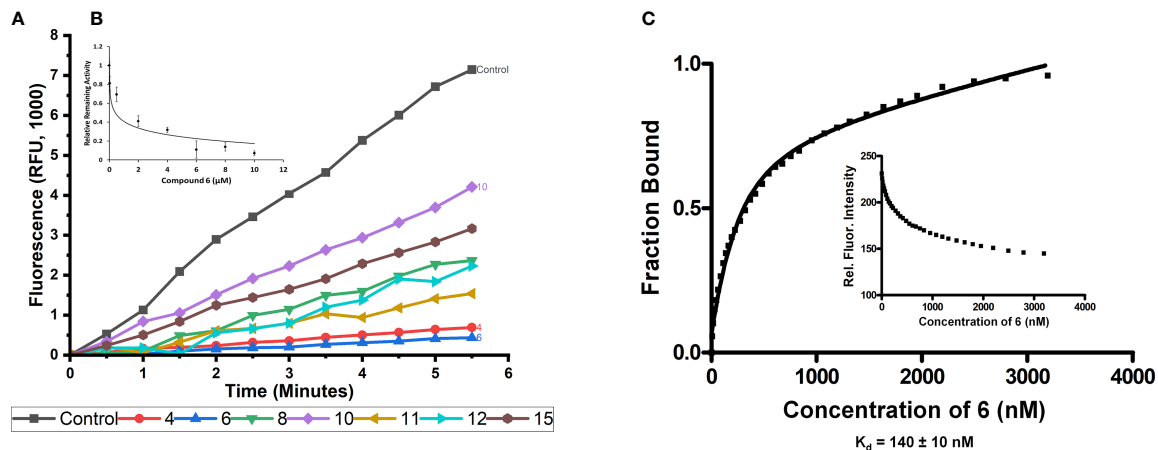 A
B
C
Fluorescence (RFU, 1000)
8
7
6
5
4
3
2
1
0
0 1 2 3 4 5 6
Time (Minutes)
Control
10
4
6
Relative Remaining Activity
1.2
1
0.8
0.6
0.4
0.2
0
0 2 4 6 8 10 12
Compound 6 (µM)
Control 4 6 8 10 11 12 15
Fraction Bound
1.0
0.5
0.0
0 1000 2000 3000 4000
Concentration of 6 (nM)
Rel. Fluor. Intensity
250
200
150
100
0 1000 2000 3000 4000
Concentration of 6 (nM)
Kd = 140 ± 10 nM